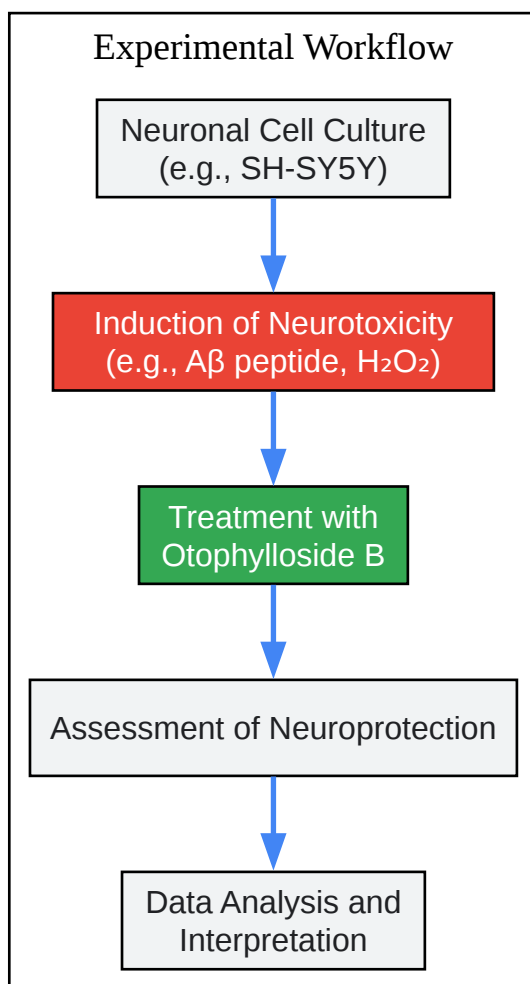 Experimental Workflow
Neuronal Cell Culture
(e.g., SH-SY5Y)
Induction of Neurotoxicity
(e.g., Aβ peptide, H₂O₂)
Treatment with
Otophylloside B
Assessment of Neuroprotection
Data Analysis and
Interpretation